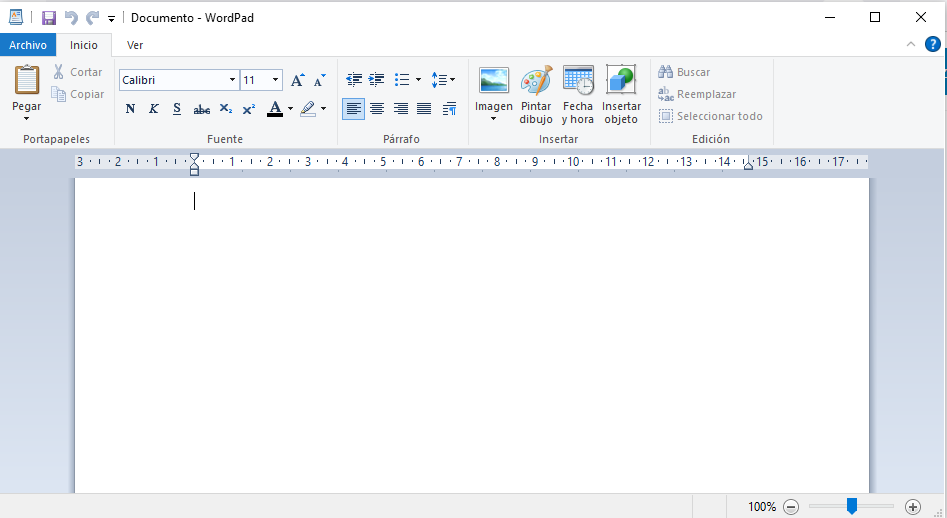 Documento - WordPad
Archivo Inicio Ver
Pegar
Cortar
Copiar
Portapapeles
Calibri 11
N K S abc X₂ X²
A
Fuente
Párrafo
Imagen
Pintar
dibujo
Fecha
y hora
Insertar
objeto
Insertar
Buscar
Reemplazar
Seleccionar todo
Edición
3 2 1 1 2 3 4 5 6 7 8 9 10 11 12 13 14 15 16 17
100%